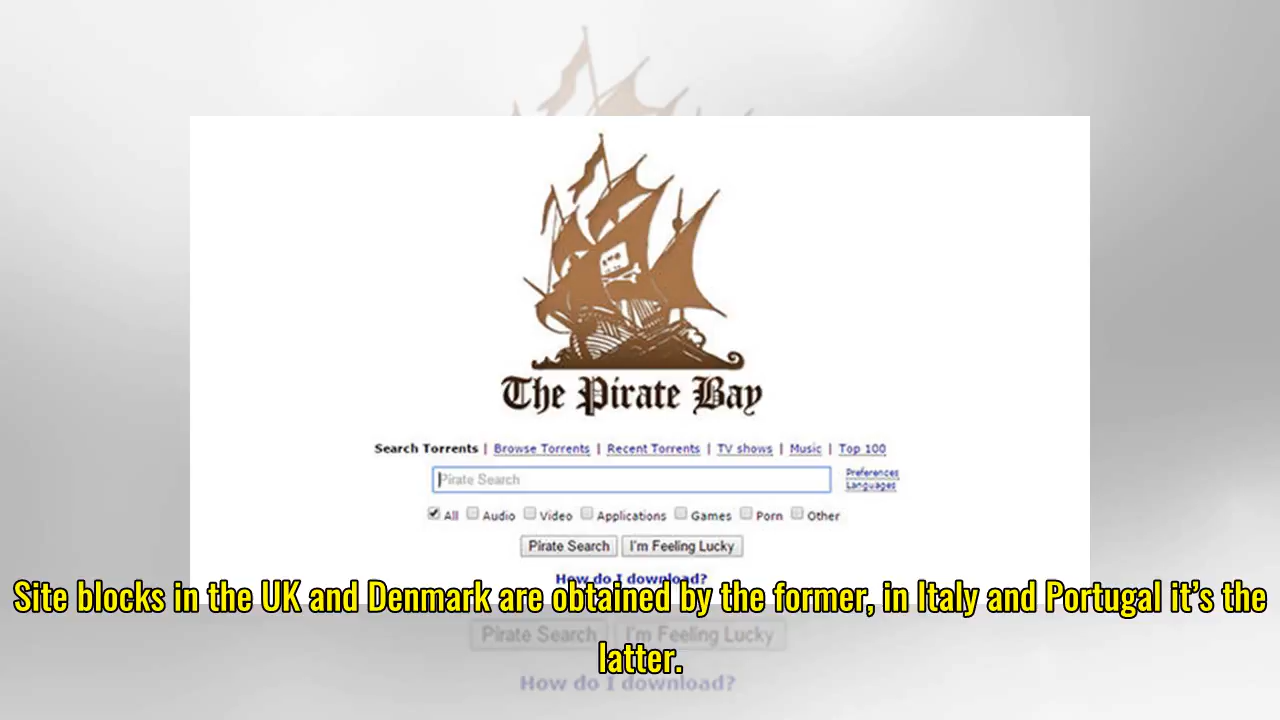 The Pirate Bay
Search Torrents | Browse Torrents | Recent Torrents | TV shows | Music | Top 100
Pirate Search
Preferences
Languages
All Audio Video Applications Games Porn Other
Pirate Search I'm Feeling Lucky
How do I download?
Site blocks in the UK and Denmark are obtained by the former, in Italy and Portugal it’s the
Pirate Search I'm Feeling Lucky
latter.
How do I download?